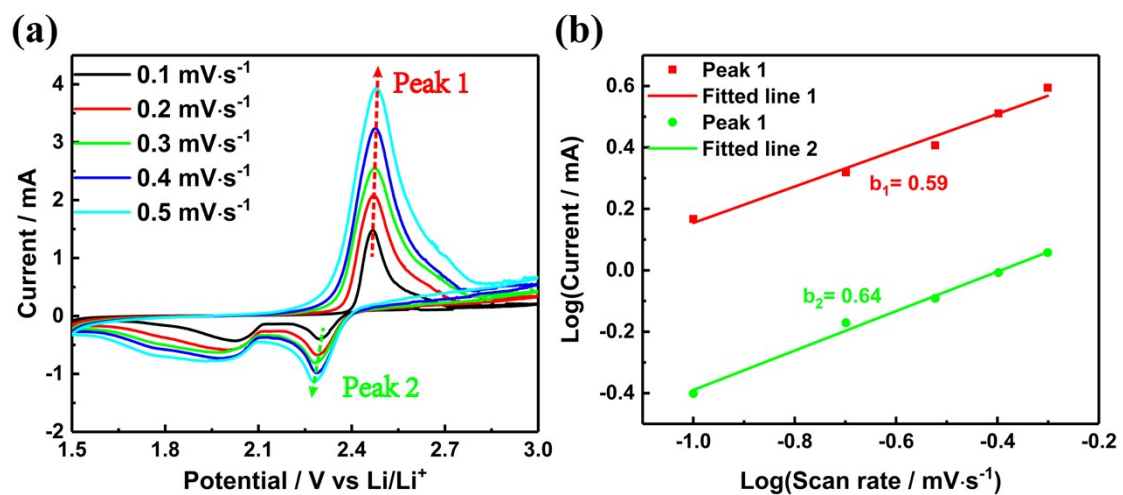 (a)
0.1 mV·s⁻¹
0.2 mV·s⁻¹
0.3 mV·s⁻¹
0.4 mV·s⁻¹
0.5 mV·s⁻¹
Peak 1
Peak 2
Current / mA
4
3
2
1
0
-1
-2
1.5 1.8 2.1 2.4 2.7 3.0
Potential / V vs Li/Li⁺
(b)
Peak 1
Fitted line 1
Peak 1
Fitted line 2
b₁= 0.59
b₂= 0.64
Log(Current / mA)
0.6
0.4
0.2
0.0
-0.2
-0.4
-1.0 -0.8 -0.6 -0.4 -0.2
Log(Scan rate / mV·s⁻¹)